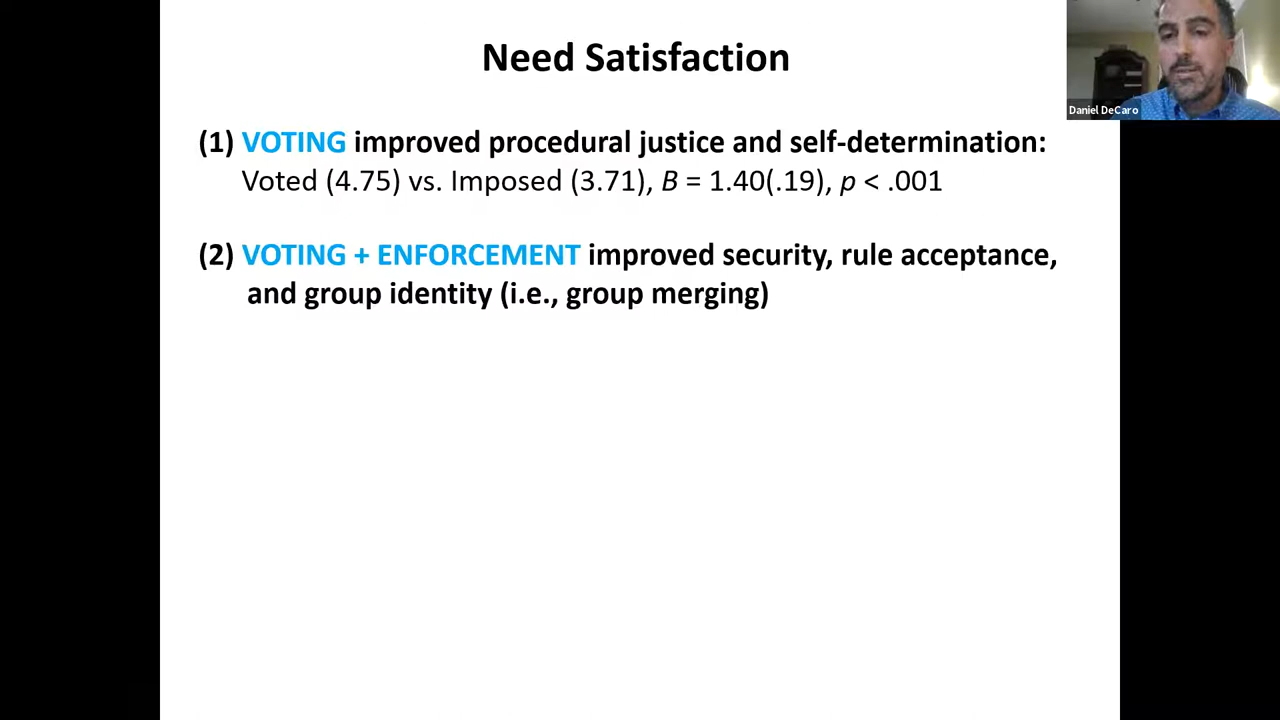 Need Satisfaction
Daniel DeCaro
(1) VOTING improved procedural justice and self-determination:
Voted (4.75) vs. Imposed (3.71), B = 1.40(.19), p < .001
(2) VOTING + ENFORCEMENT improved security, rule acceptance,
and group identity (i.e., group merging)